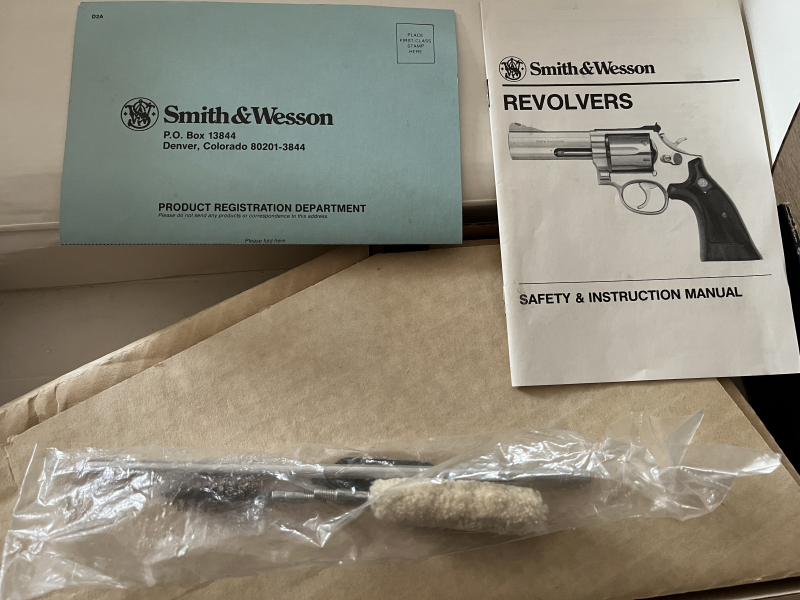 D2A
PLACE
FIRST CLASS
STAMP
HERE
Smith & Wesson
P.O. Box 13844
Denver, Colorado 80201-3844
PRODUCT REGISTRATION DEPARTMENT
Please do not send any products or correspondence to this address.
Please fold here
Smith & Wesson
REVOLVERS
SAFETY & INSTRUCTION MANUAL